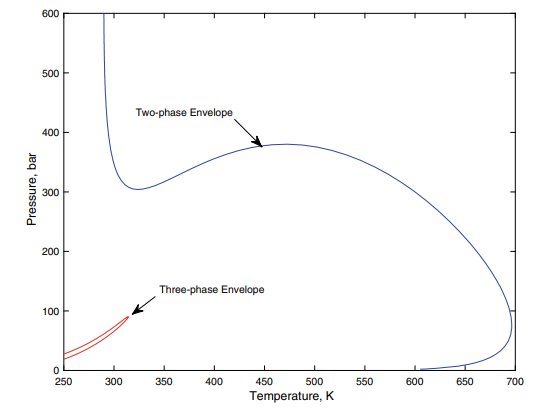 600
500
400
300
200
100
0
Pressure, bar
Two-phase Envelope
Three-phase Envelope
250 300 350 400 450 500 550 600 650 700
Temperature, K